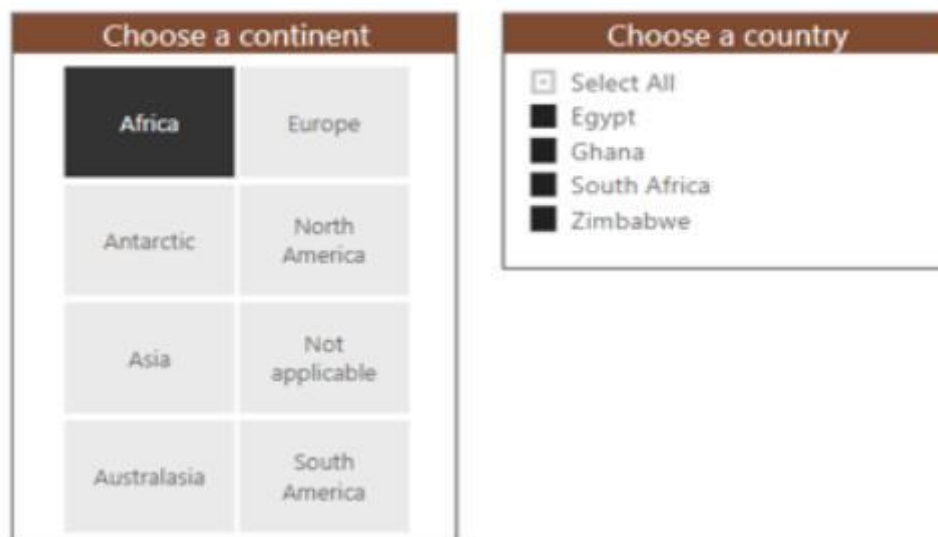 Choose a continent
Africa
Europe
Antarctic
North
America
Asia
Not
applicable
Australasia
South
America
Choose a country
Select All
Egypt
Ghana
South Africa
Zimbabwe